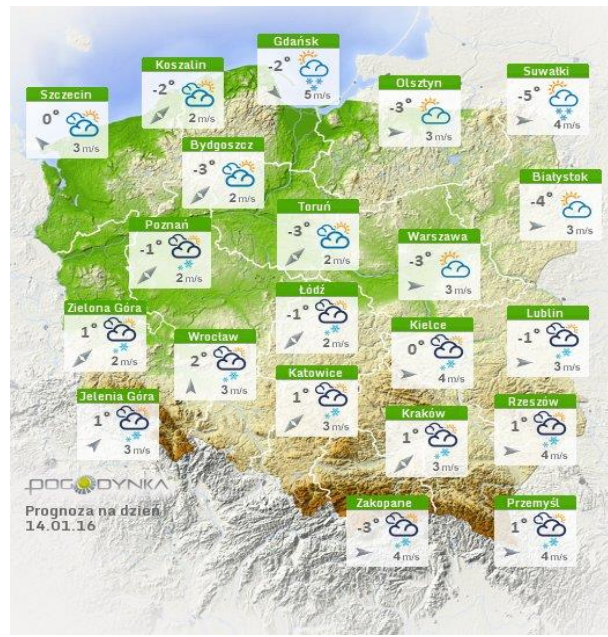 Gdańsk
-2°
5 m/s
Koszalin
-2°
2 m/s
Suwałki
-5°
4 m/s
Olsztyn
-3°
3 m/s
Szczecin
0°
3 m/s
Bydgoszcz
-3°
2 m/s
Białystok
-4°
3 m/s
Toruń
-3°
2 m/s
Poznań
-1°
2 m/s
Warszawa
-3°
3 m/s
Łódź
-1°
2 m/s
Zielona Góra
1°
2 m/s
Lublin
-1°
3 m/s
Kielce
0°
4 m/s
Wrocław
2°
3 m/s
Katowice
1°
3 m/s
Jelenia Góra
1°
3 m/s
Rzeszów
1°
4 m/s
Kraków
1°
3 m/s
POGODYNKA
Prognoza na dzień
14.01.16
Zakopane
-3°
4 m/s
Przemyśl
1°
4 m/s